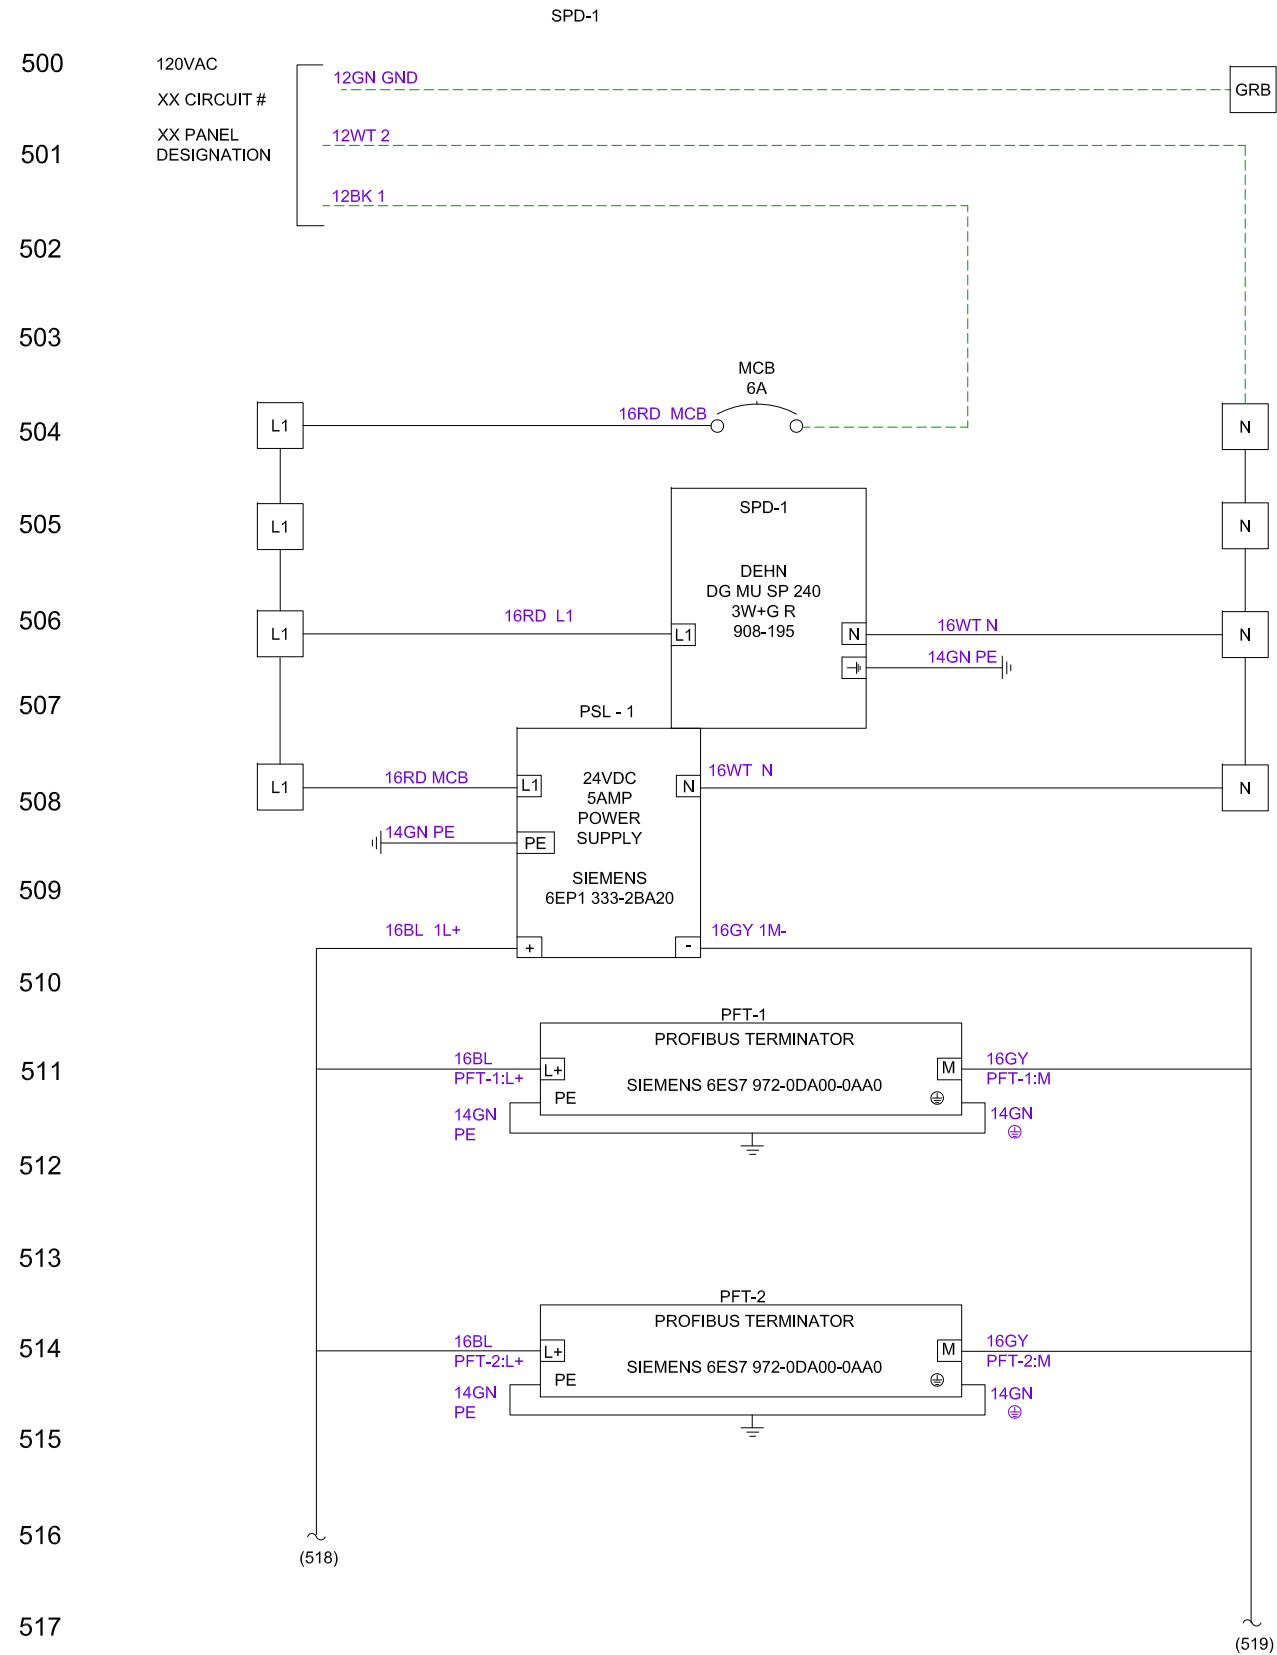 SPD-1
500
120VAC
12GN GND
GRB
XX CIRCUIT #
XX PANEL
DESIGNATION
501
12WT 2
12BK 1
502
503
MCB
6A
504
L1
16RD  MCB
N
505
L1
SPD-1
N
DEHN
DG MU SP 240
3W+G R
908-195
506
L1
16RD  L1
L1
N
16WT N
N
14GN PE
507
PSL - 1
508
L1
16RD MCB
L1
24VDC
5AMP
POWER
SUPPLY
N
16WT  N
N
14GN PE
PE
509
SIEMENS
6EP1 333-2BA20
16BL  1L+
+
-
16GY 1M-
510
PFT-1
PROFIBUS TERMINATOR
511
16BL
PFT-1:L+
L+
SIEMENS 6ES7 972-0DA00-0AA0
M
16GY
PFT-1:M
PE
14GN
PE
14GN
512
513
PFT-2
PROFIBUS TERMINATOR
514
16BL
PFT-2:L+
L+
SIEMENS 6ES7 972-0DA00-0AA0
M
16GY
PFT-2:M
PE
14GN
PE
14GN
515
516
(518)
517
(519)